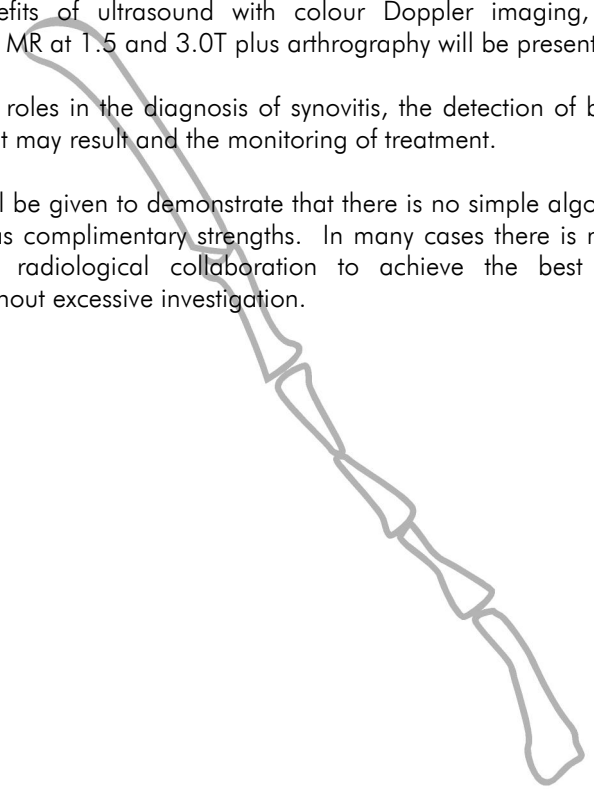 efits of ultrasound with colour Doppler imaging,
MR at 1.5 and 3.0T plus arthrography will be present
roles in the diagnosis of synovitis, the detection of b
t may result and the monitoring of treatment.
l be given to demonstrate that there is no simple algo
as complimentary strengths. In many cases there is
radiological collaboration to achieve the best
hout excessive investigation.